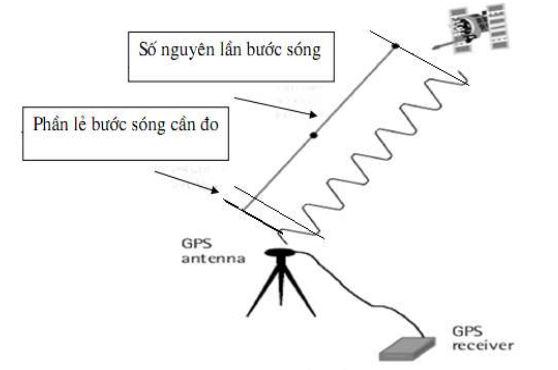 Số nguyên lần bước sóng
Phần lẻ bước sóng cần đo
GPS
antenna
GPS
receiver